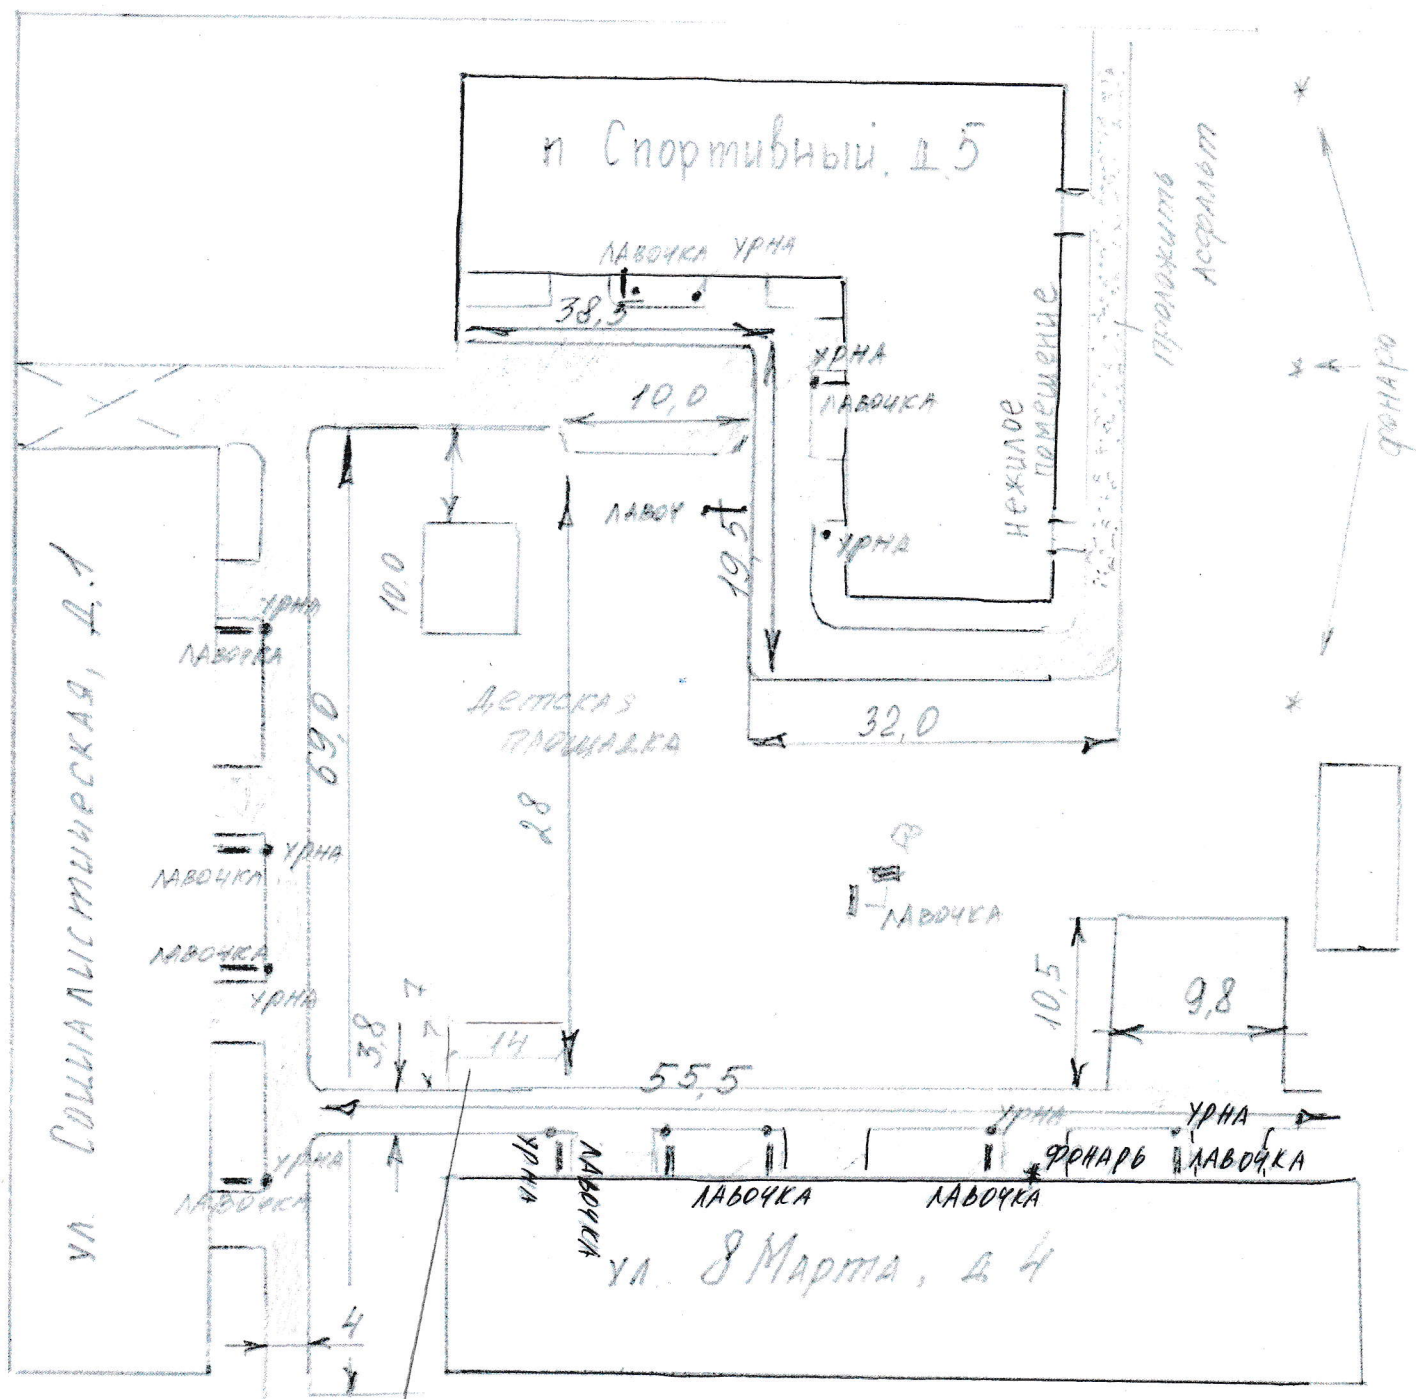 п Спортивный. д.5
ЛАВОЧКА УРНА
38,5
УРНА
ЛАВОЧКА
10,0
ЛАВОЧ
УРНА
19,5
10.0
нежилое
помещение
проложить
асфальт
фонари
ул. Социалистическая, д.1
УРНА
ЛАВОЧКА
69,0
Детская
площадка
28
32,0
УРНА
ЛАВОЧКА
ЛАВОЧКА
ЛАВОЧКА
УРНА
10,5
9,8
3,8
7
14
55,5
УРНА
ЛАВОЧКА
УРНА
ЛАВОЧКА
ЛАВОЧКА
УРНА
ЛАВОЧКА
ФОНАРЬ
УРНА
ЛАВОЧКА
ул. 8 Марта, д 4
4